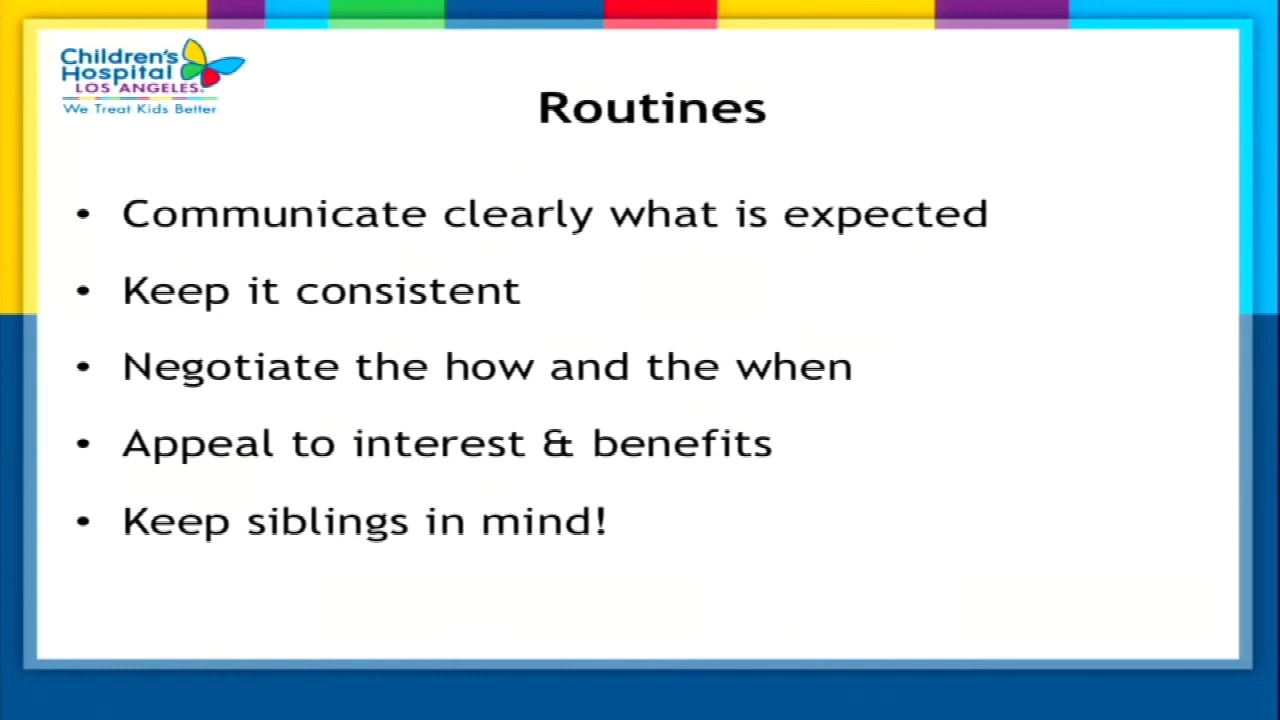 Children's
Hospital
LOS ANGELES.
We Treat Kids Better
Routines
• Communicate clearly what is expected
• Keep it consistent
• Negotiate the how and the when
• Appeal to interest & benefits
• Keep siblings in mind!